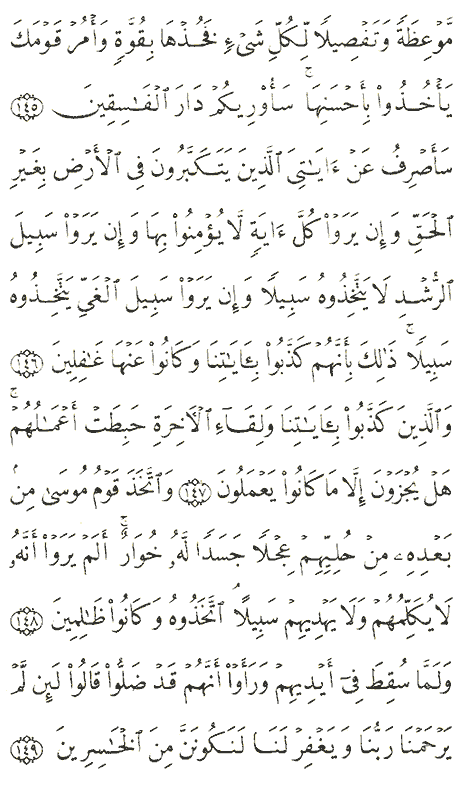 مَّوۡعِظَةٗ وَتَفۡصِيلٗا لِّكُلِّ شَيۡءٖ فَخُذۡهَا بِقُوَّةٖ وَأۡمُرۡ قَوۡمَكَ
يَأۡخُذُواْ بِأَحۡسَنِهَاۚ سَأُوْرِيكُمۡ دَارَ ٱلۡفَٰسِقِينَ ١٤٥
سَأَصۡرِفُ عَنۡ ءَايَٰتِيَ ٱلَّذِينَ يَتَكَبَّرُونَ فِي ٱلۡأَرۡضِ بِغَيۡرِ
ٱلۡحَقِّ وَإِن يَرَوۡاْ كُلَّ ءَايَةٖ لَّا يُؤۡمِنُواْ بِهَا وَإِن يَرَوۡاْ سَبِيلَ
ٱلرُّشۡدِ لَا يَتَّخِذُوهُ سَبِيلٗا وَإِن يَرَوۡاْ سَبِيلَ ٱلۡغَيِّ يَتَّخِذُوهُ
سَبِيلٗاۚ ذَٰلِكَ بِأَنَّهُمۡ كَذَّبُواْ بِـَٔايَٰتِنَا وَكَانُواْ عَنۡهَا غَٰفِلِينَ ١٤٦
وَٱلَّذِينَ كَذَّبُواْ بِـَٔايَٰتِنَا وَلِقَآءِ ٱلۡأٓخِرَةِ حَبِطَتۡ أَعۡمَٰلُهُمۡۚ
هَلۡ يُجۡزَوۡنَ إِلَّا مَا كَانُواْ يَعۡمَلُونَ ١٤٧ وَٱتَّخَذَ قَوۡمُ مُوسَىٰ مِنۢ
بَعۡدِهِۦ مِنۡ حُلِيِّهِمۡ عِجۡلٗا جَسَدٗا لَّهُۥ خُوَارٌۚ أَلَمۡ يَرَوۡاْ أَنَّهُۥ
لَا يُكَلِّمُهُمۡ وَلَا يَهۡدِيهِمۡ سَبِيلًاۘ ٱتَّخَذُوهُ وَكَانُواْ ظَٰلِمِينَ ١٤٨
وَلَمَّا سُقِطَ فِيٓ أَيۡدِيهِمۡ وَرَأَوۡاْ أَنَّهُمۡ قَدۡ ضَلُّواْ قَالُواْ لَئِن لَّمۡ
يَرۡحَمۡنَا رَبُّنَا وَيَغۡفِرۡ لَنَا لَنَكُونَنَّ مِنَ ٱلۡخَٰسِرِينَ ١٤٩